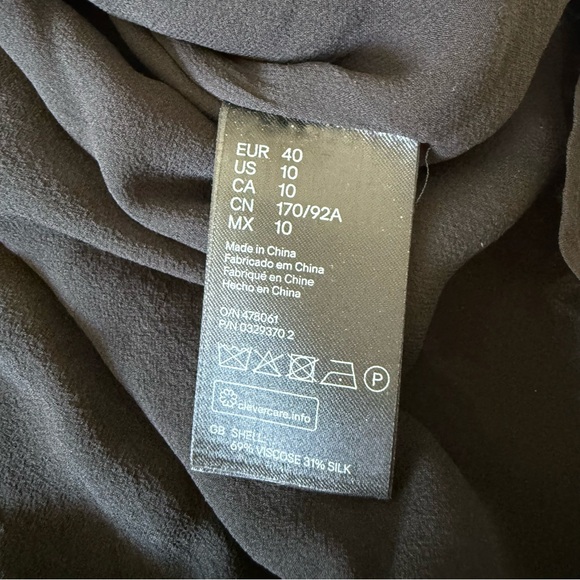 EUR 40
US 10
CA 10
CN 170/92A
MX 10
Made in China
Fabricado em China
Fabriqué en Chine
Hecho en China
O/N 478061
P/N 0329370 2
P
clevercare.info
GB SHELL
69% VISCOSE 31% SILK